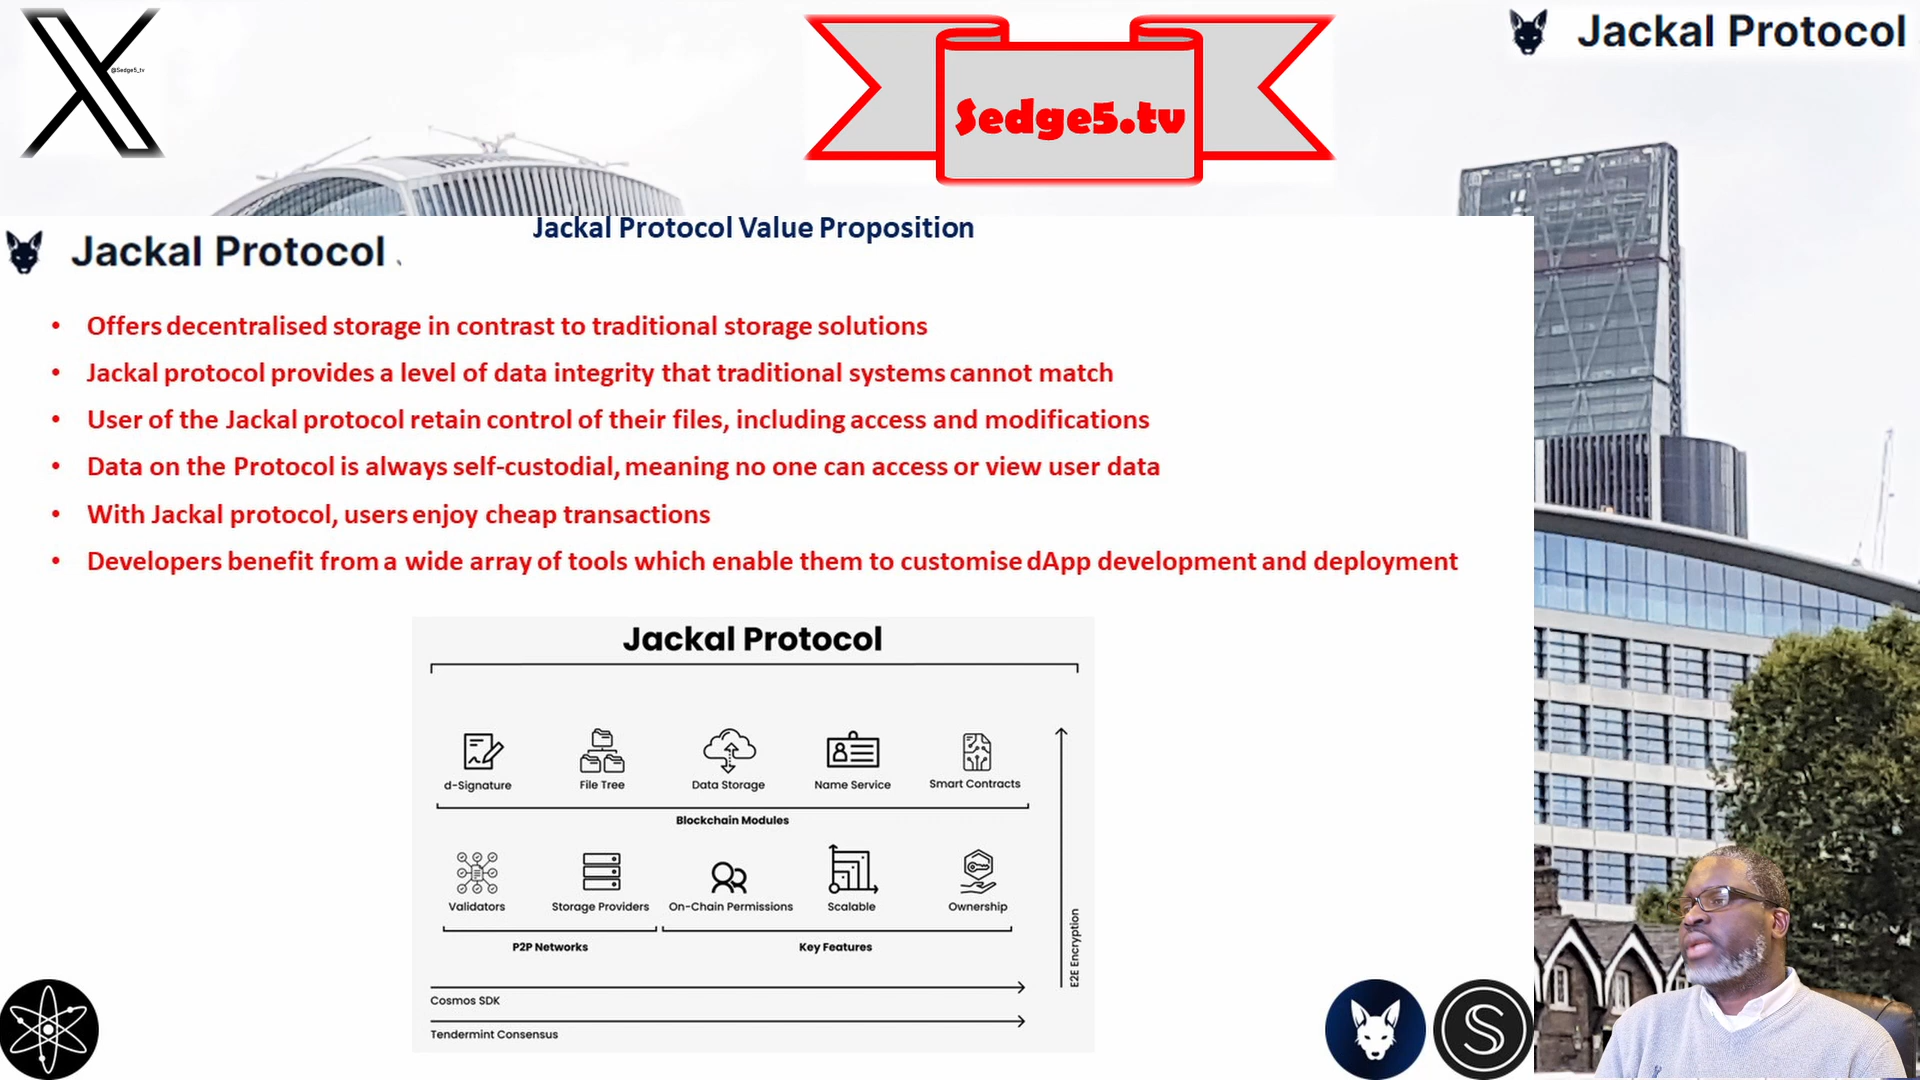 @Sedge5_tv
Sedge5.tv
Jackal Protocol
Jackal Protocol Value Proposition
Jackal Protocol
• Offers decentralised storage in contrast to traditional storage solutions
• Jackal protocol provides a level of data integrity that traditional systems cannot match
• User of the Jackal protocol retain control of their files, including access and modifications
• Data on the Protocol is always self-custodial, meaning no one can access or view user data
• With Jackal protocol, users enjoy cheap transactions
• Developers benefit from a wide array of tools which enable them to customise dApp development and deployment
Jackal Protocol
d-Signature
File Tree
Data Storage
Name Service
Smart Contracts
Blockchain Modules
Validators
Storage Providers
On-Chain Permissions
Scalable
Ownership
P2P Networks
Key Features
E2E Encryption
Cosmos SDK
Tendermint Consensus